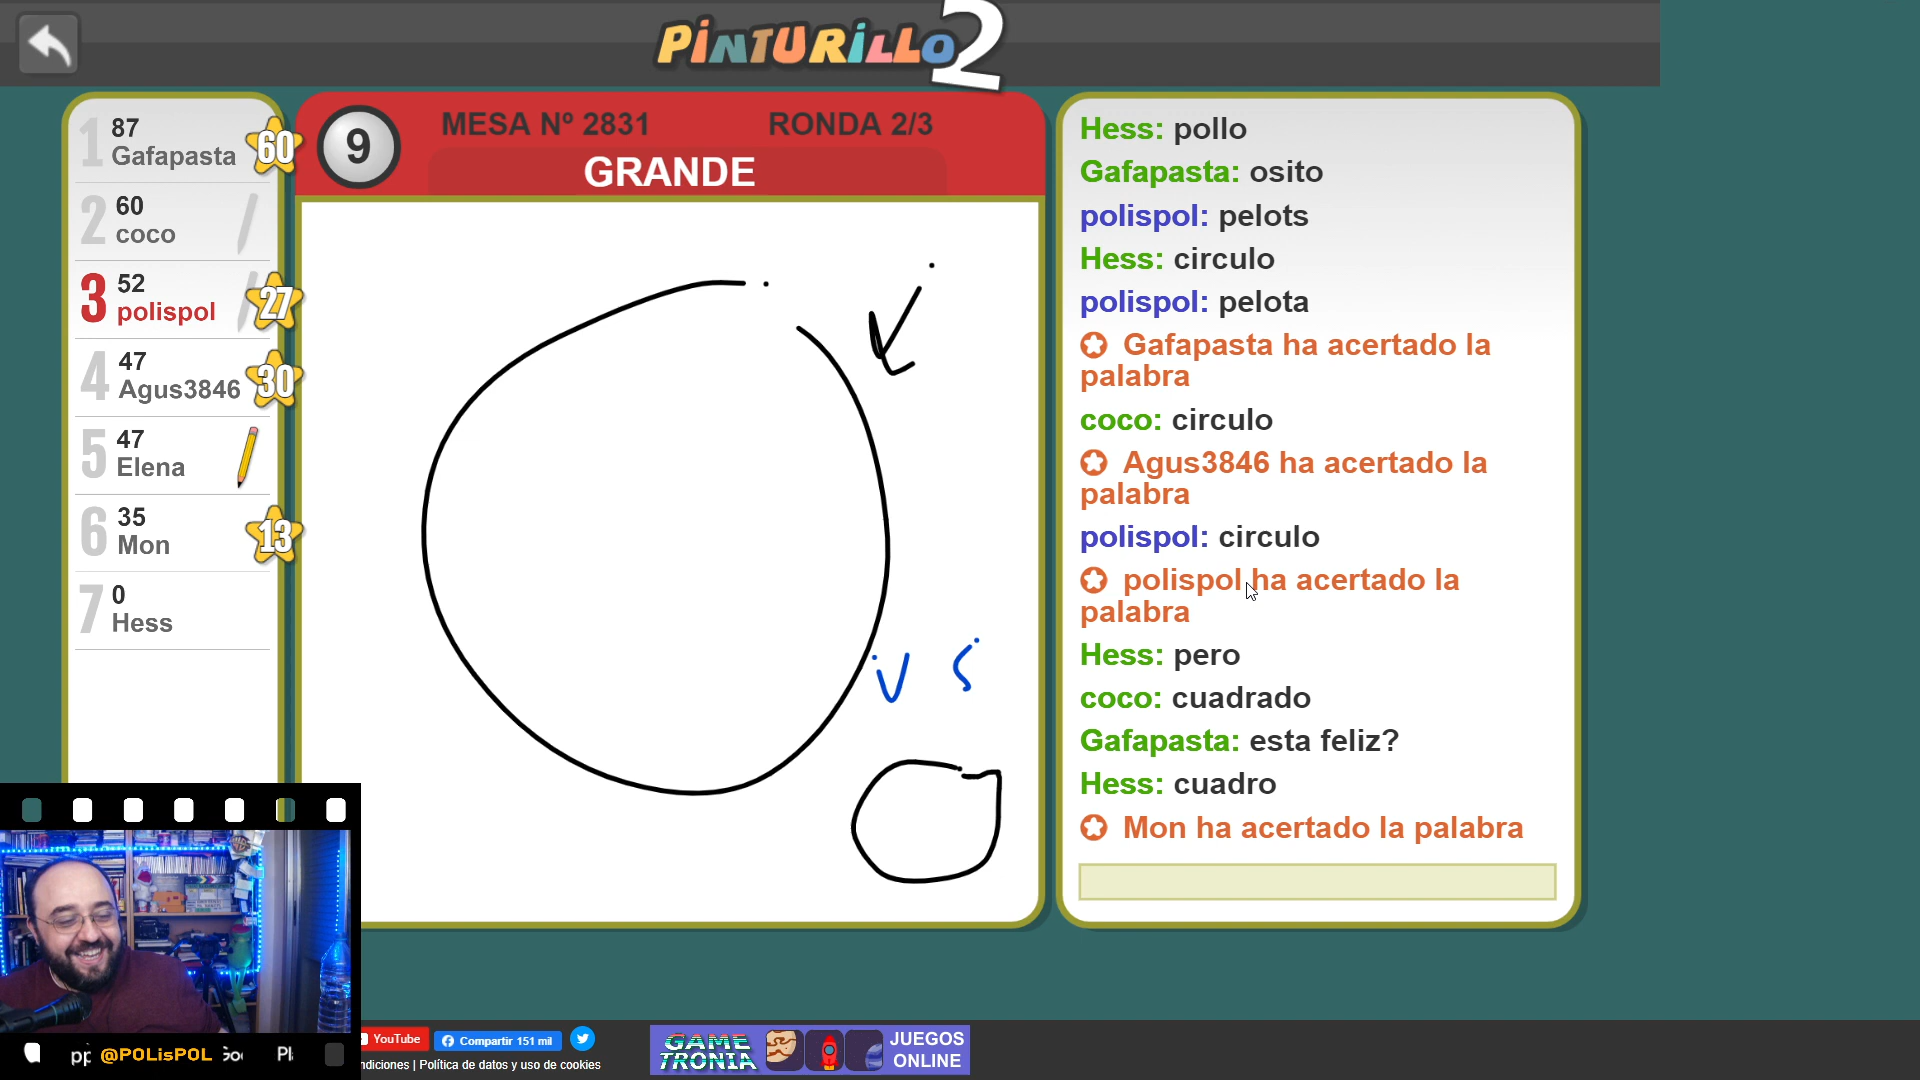 PINTURILLO 2
1 87
Gafapasta 60
2 60
coco
3 52
polispol 27
4 47
Agus3846 30
5 47
Elena
6 35
Mon 13
7 0
Hess
9
MESA Nº 2831
RONDA 2/3
GRANDE
V S
Hess: pollo
Gafapasta: osito
polispol: pelots
Hess: circulo
polispol: pelota
Gafapasta ha acertado la
palabra
coco: circulo
Agus3846 ha acertado la
palabra
polispol: circulo
polispol ha acertado la
palabra
Hess: pero
coco: cuadrado
Gafapasta: esta feliz?
Hess: cuadro
Mon ha acertado la palabra
@POLisPOL
YouTube
Compartir 151 mil
ndiciones | Política de datos y uso de cookies
GAME
TRONIA
JUEGOS
ONLINE